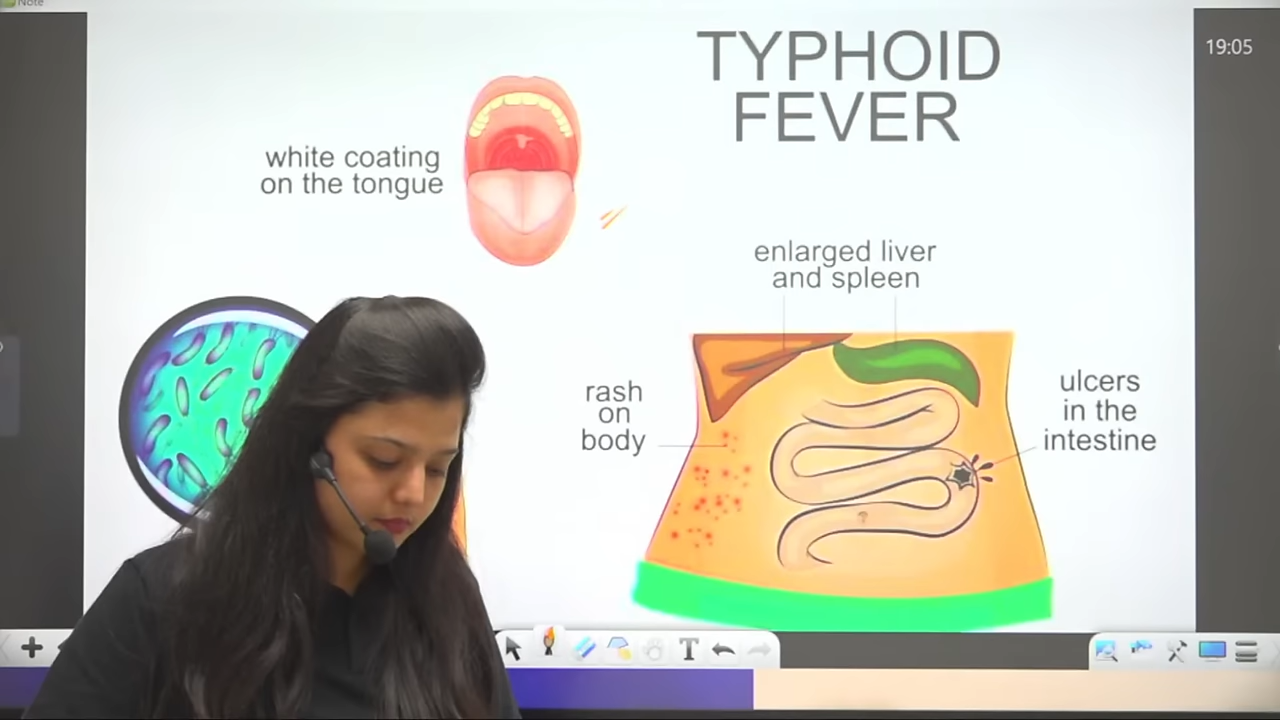 Note
TYPHOID
FEVER
19:05
white coating
on the tongue
enlarged liver
and spleen
rash
on
body
ulcers
in the
intestine
T